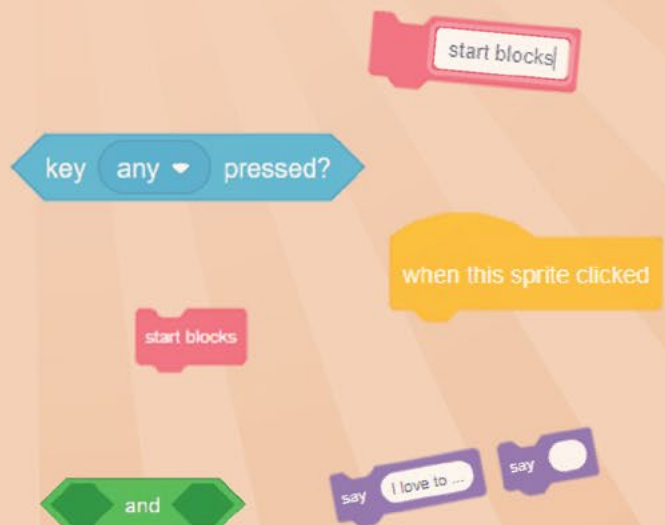 start blocks
key any pressed?
when this sprite clicked
start blocks
say I love to ...
say
and